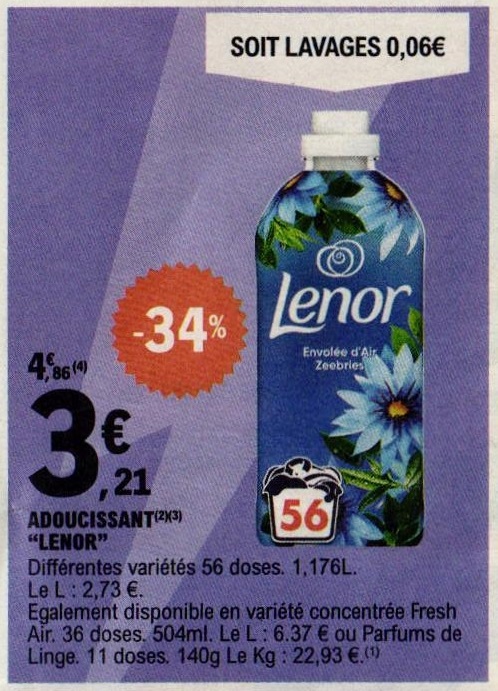 SOIT LAVAGES 0,06€
Lenor
Envolée d'Air
Zeebries
-34%
4€,86(4)
3€,21
56
ADOUCISSANT(2)(3)
“LENOR”
Différentes variétés 56 doses. 1,176L.
Le L : 2,73 €.
Egalement disponible en variété concentrée Fresh
Air. 36 doses. 504ml. Le L : 6.37 € ou Parfums de
Linge. 11 doses. 140g Le Kg : 22,93 €.(1)